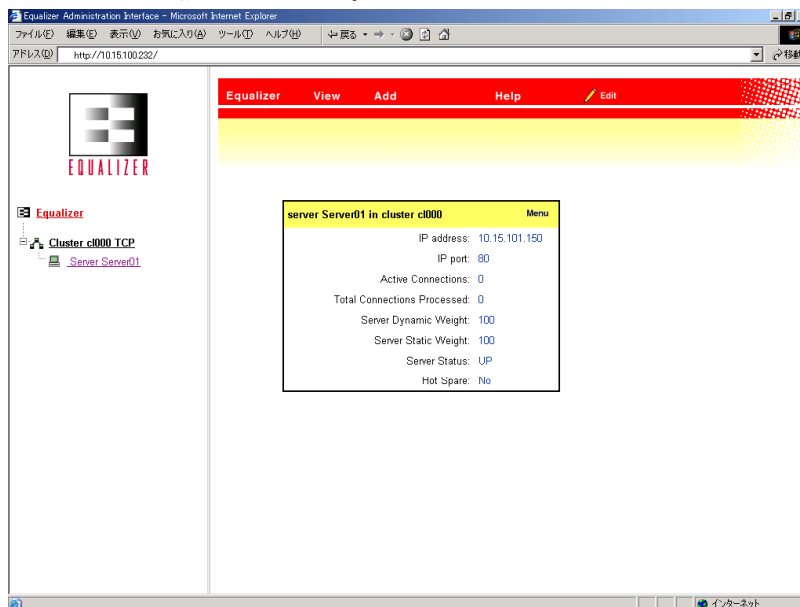 Equalizer Administration Interface - Microsoft Internet Explorer
ファイル(F) 編集(E) 表示(V) お気に入り(A) ツール(T) ヘルプ(H) 戻る
アドレス(D) http://10.15.100.232/ 移動
Equalizer View Add Help Edit
EQUALIZER
Equalizer
Cluster cl000 TCP
Server Server01
server Server01 in cluster cl000 Menu
IP address: 10.15.101.150
IP port: 80
Active Connections: 0
Total Connections Processed: 0
Server Dynamic Weight: 100
Server Static Weight: 100
Server Status: UP
Hot Spare: No
インターネット